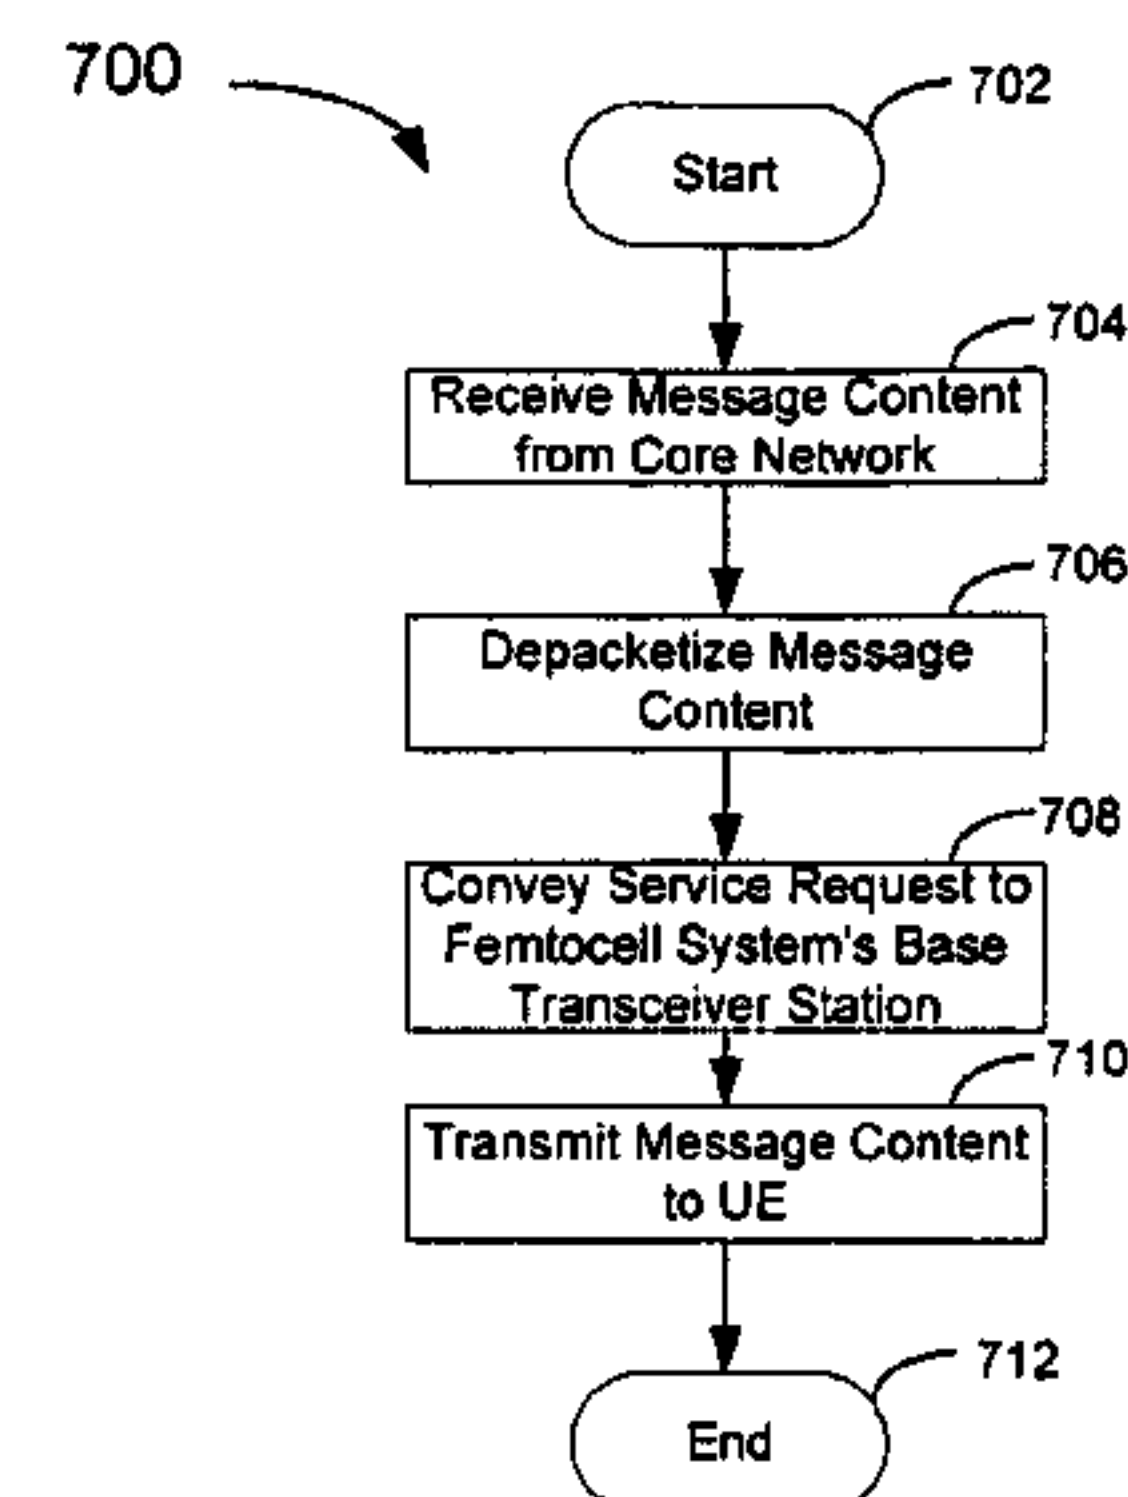 700
702
Start
704
Receive Message Content
from Core Network
706
Depacketize Message
Content
708
Convey Service Request to
Femtocell System's Base
Transceiver Station
710
Transmit Message Content
to UE
712
End